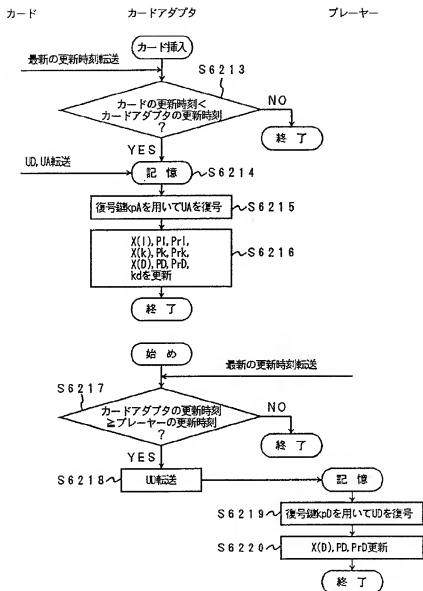 カード カードアダプタ プレーヤー
カード挿入
最新の更新時刻転送
S6213
カードの更新時刻<
カードアダプタの更新時刻
?
NO
終了
YES
UD,UA転送
記憶
S6214
復号鍵kpAを用いてUAを復号
S6215
X(I),PI,PrI,
X(k),Pk,Prk,
X(D),PD,PrD,
kdを更新
S6216
終了
始め
最新の更新時刻転送
S6217
カードアダプタの更新時刻
≧プレーヤーの更新時刻
?
NO
終了
YES
S6218
UD転送
記憶
S6219
復号鍵kpDを用いてUDを復号
S6220
X(D),PD,PrD更新
終了